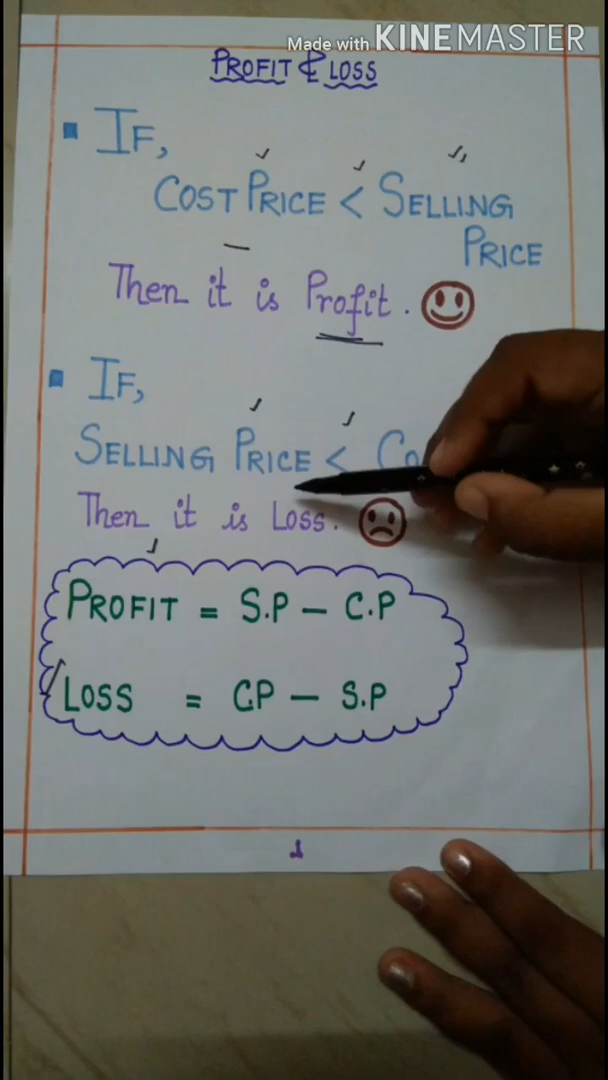 Made with KINEMASTER
PROFIT & LOSS
IF,
COST PRICE < SELLING
PRICE
Then it is Profit.
IF,
SELLING PRICE <
Then it is Loss.
PROFIT = S.P – C.P
LOSS = C.P – S.P
1